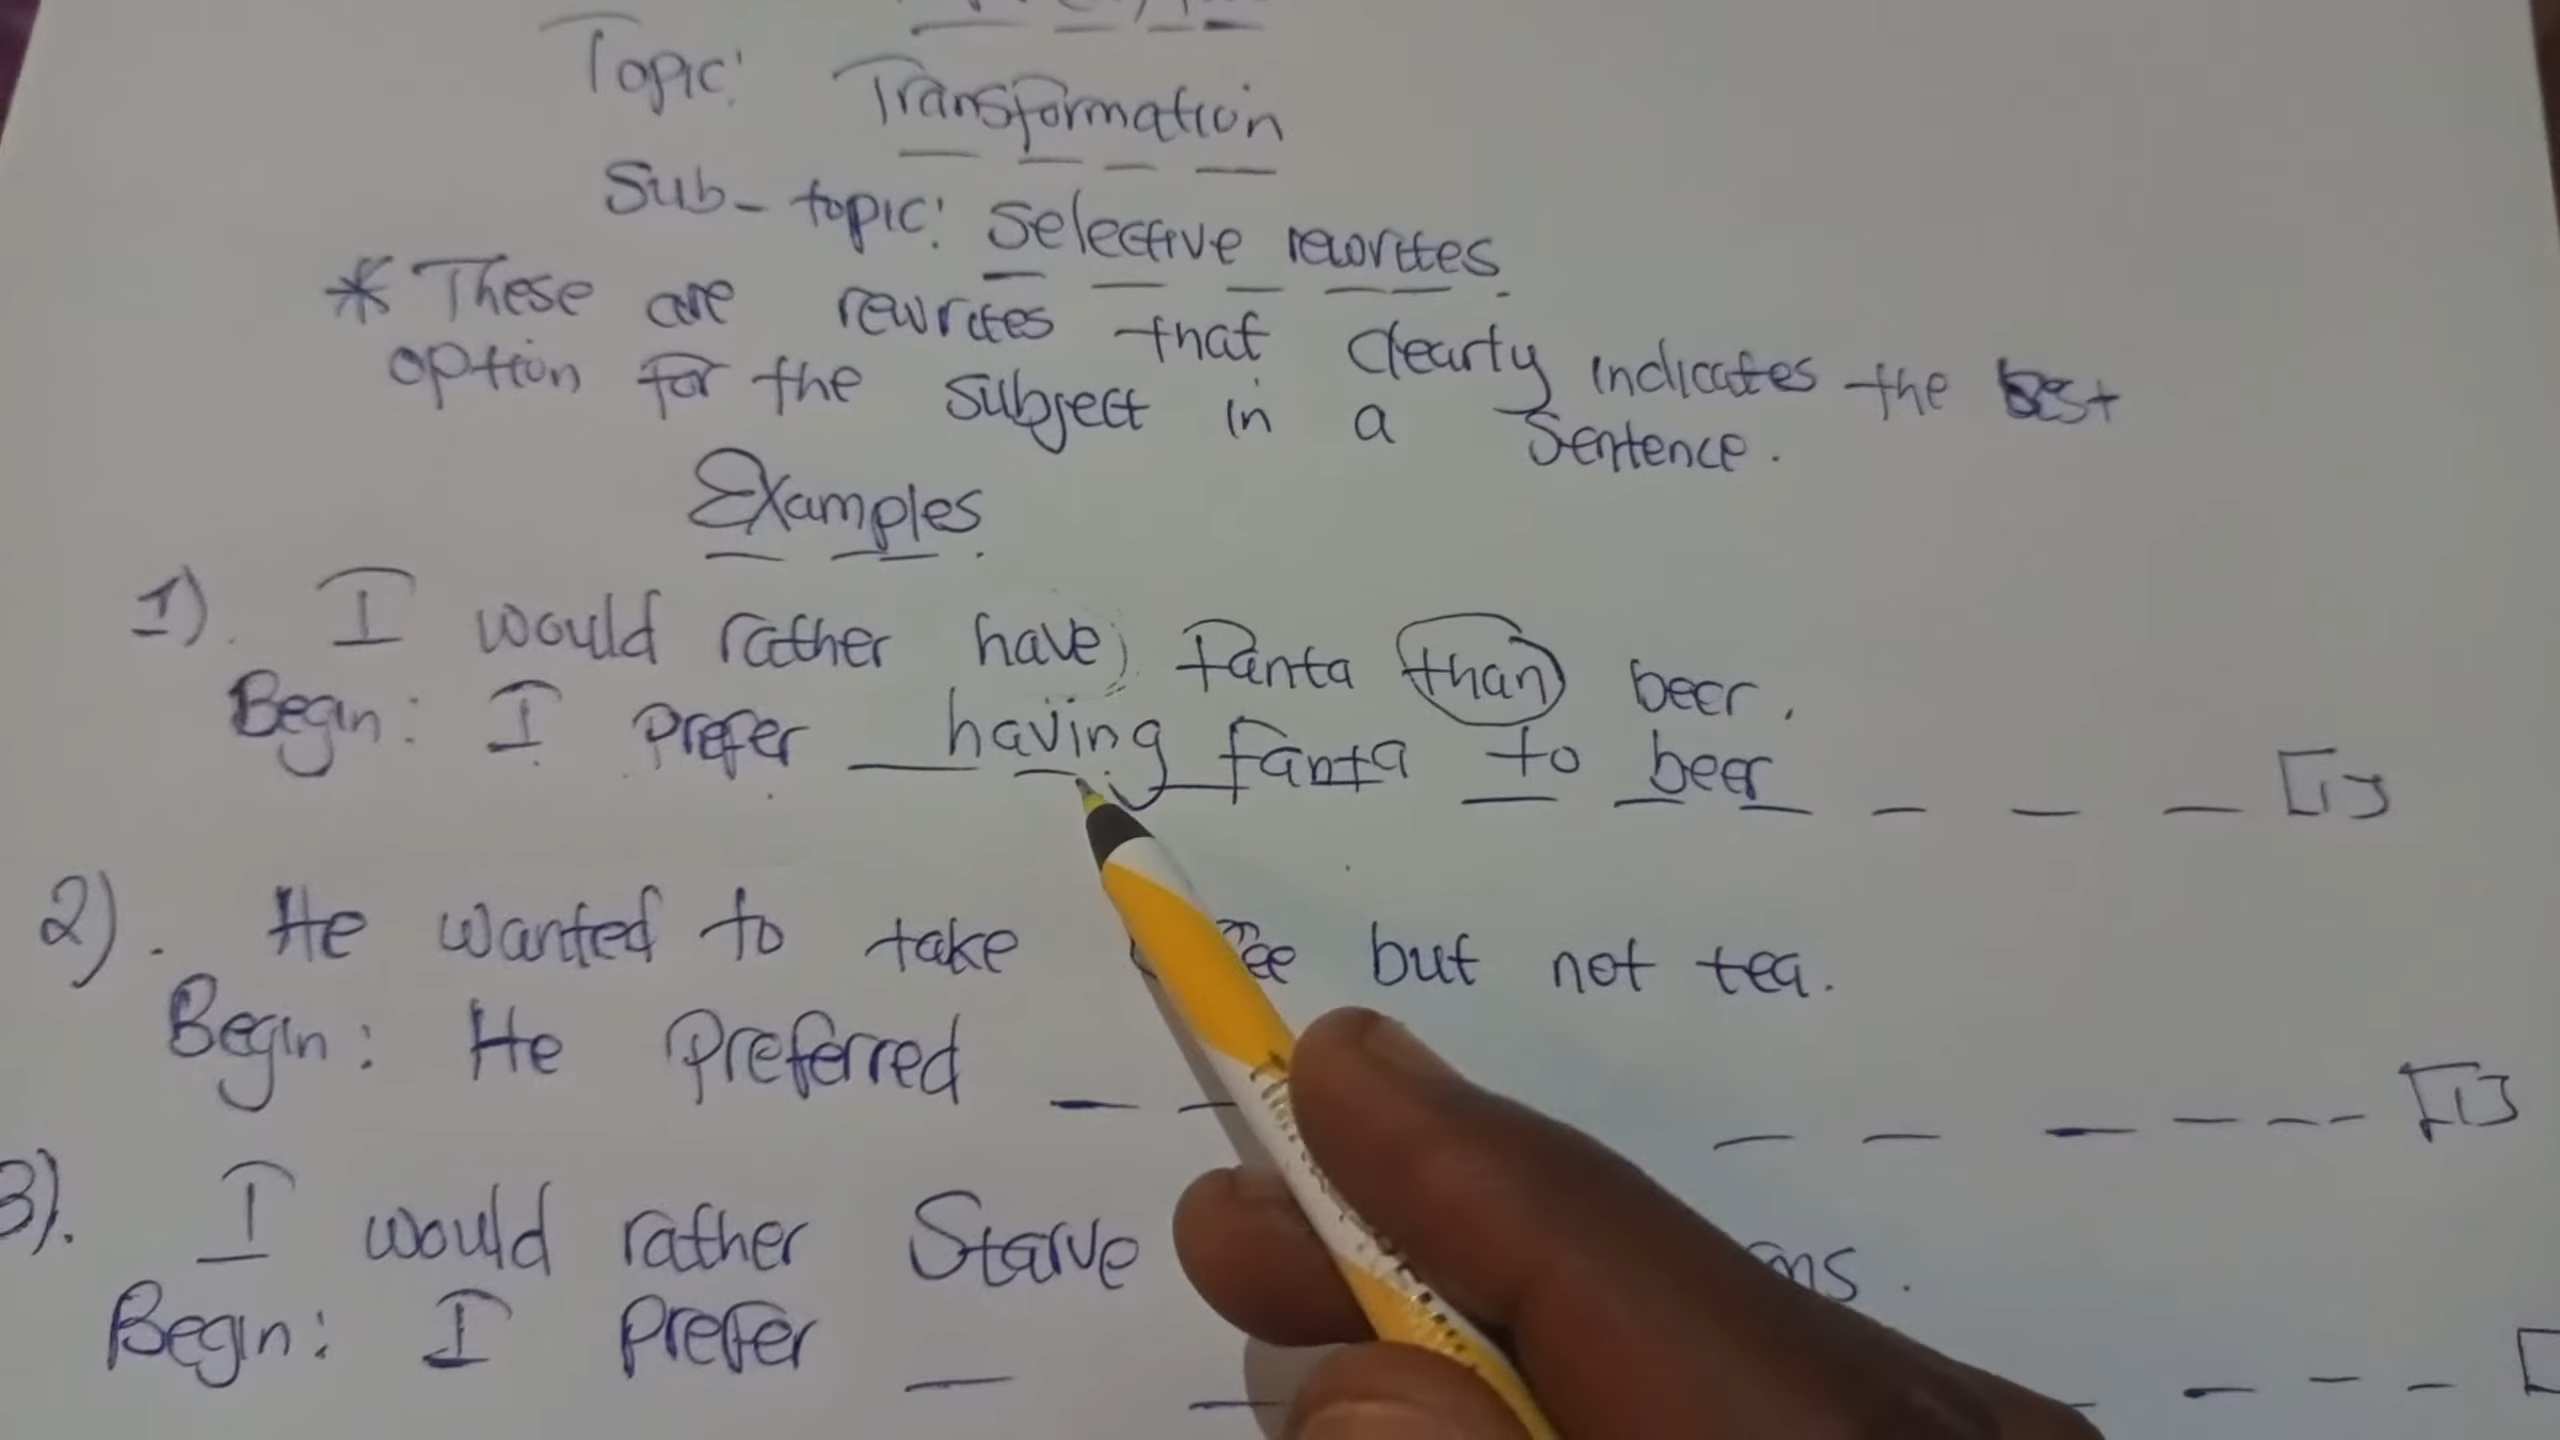 Topic: Transformation
Sub-topic: Selective rewrites.
* These are rewrites that clearly indicates the best
option for the subject in a sentence.
Examples.
1). I would rather have Fanta than beer.
Begin: I prefer having fanta to beer [1]
2). He wanted to take but not tea.
Begin: He preferred [1]
3). I would rather Starve
Begin: I prefer